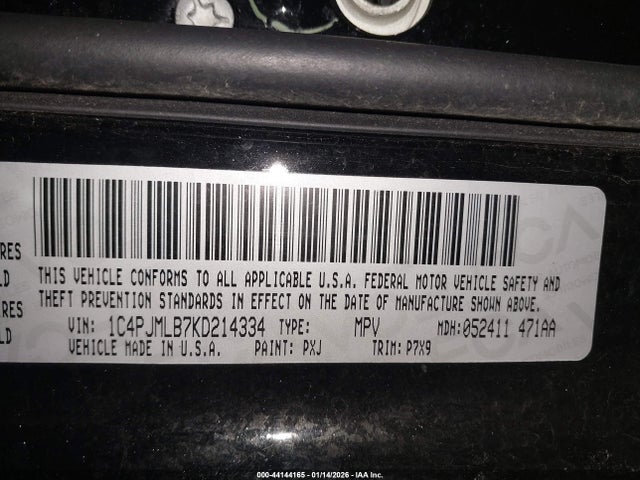 RES
LD
RES
LD
THIS VEHICLE CONFORMS TO ALL APPLICABLE U.S.A. FEDERAL MOTOR VEHICLE SAFETY AND
THEFT PREVENTION STANDARDS IN EFFECT ON THE DATE OF MANUFACTURE SHOWN ABOVE.
VIN: 1C4PJMLB7KD214334 TYPE: MPV MDH: 052411 471AA
VEHICLE MADE IN U.S.A. PAINT: PXJ TRIM: P7X9
000-44144165 - 01/14/2026 - IAA Inc.